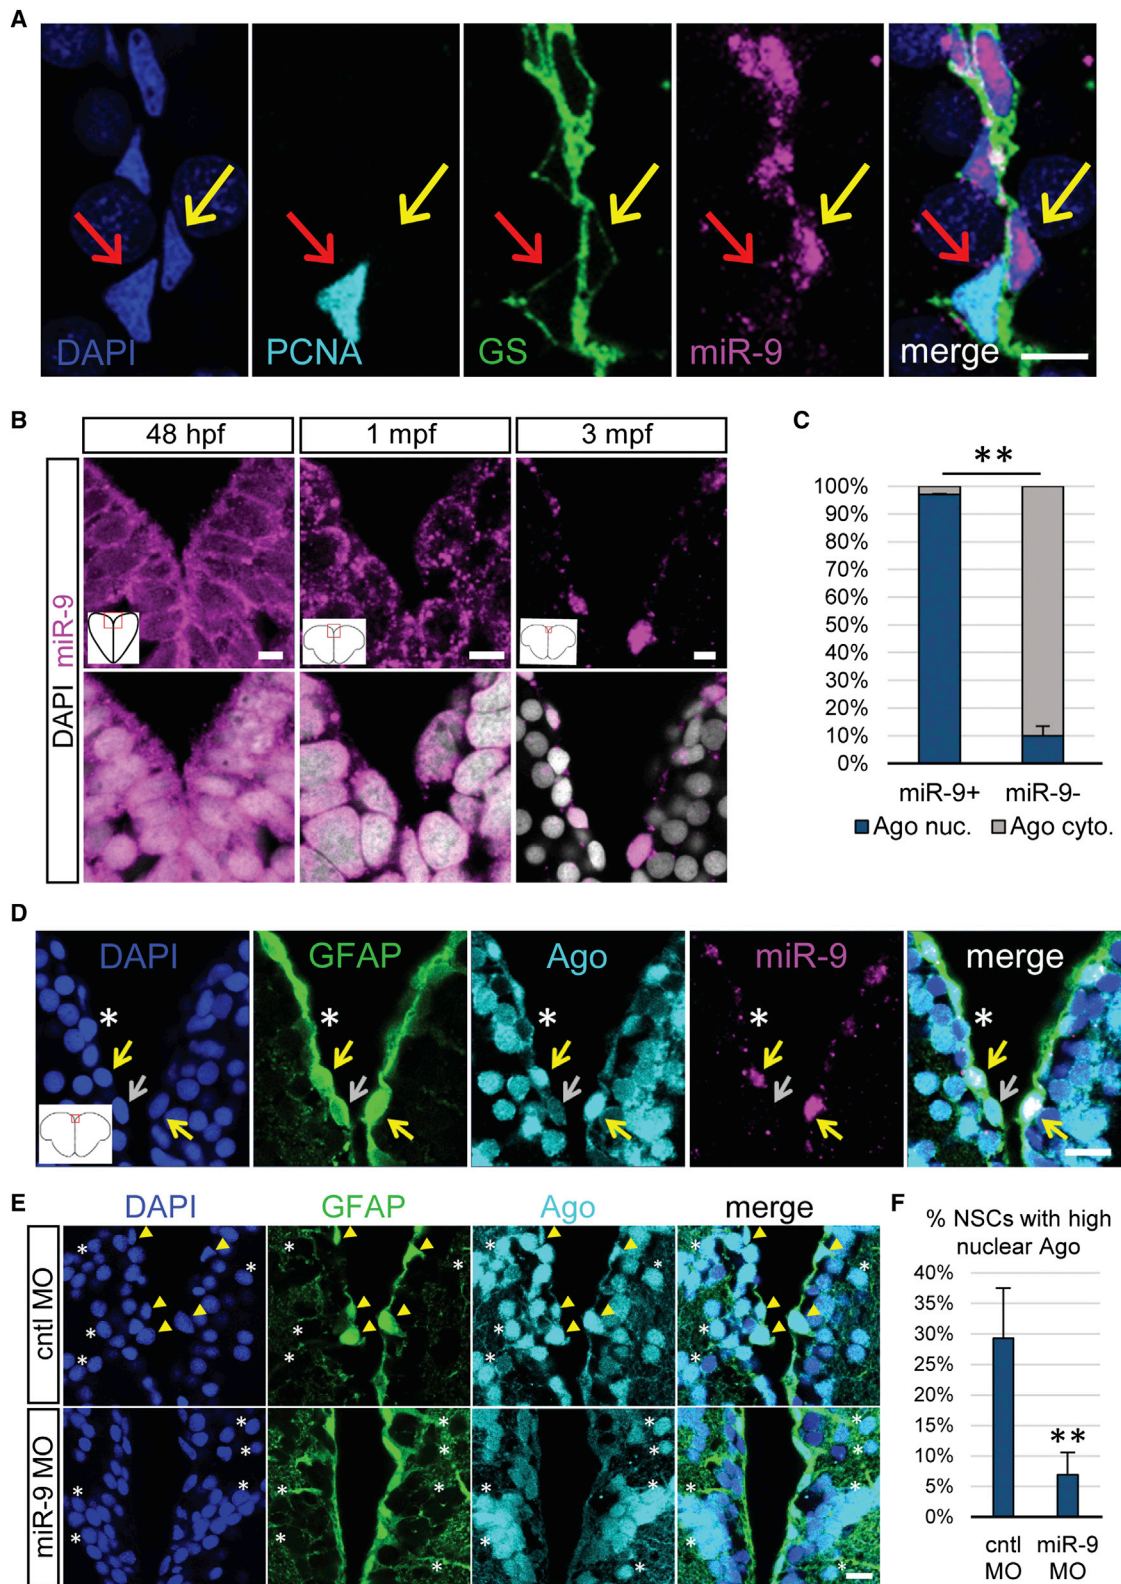 A
DAPI
PCNA
GS
miR-9
merge
B
48 hpf
1 mpf
3 mpf
DAPI miR-9
C
**
100%
90%
80%
70%
60%
50%
40%
30%
20%
10%
0%
miR-9+
miR-9-
Ago nuc.
Ago cyto.
D
DAPI
GFAP
Ago
miR-9
merge
*
*
*
*
*
E
DAPI
GFAP
Ago
merge
cntl MO
miR-9 MO
F
% NSCs with high
nuclear Ago
40%
35%
30%
25%
20%
15%
10%
5%
0%
**
cntl
MO
miR-9
MO